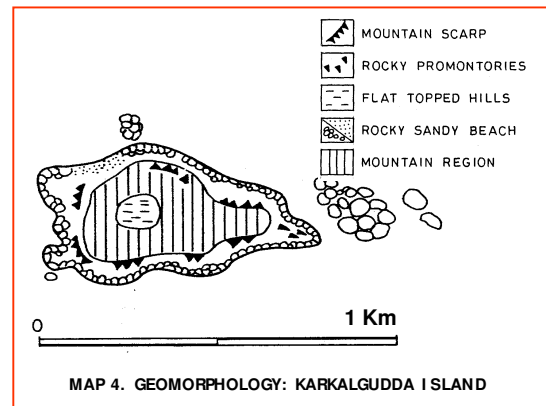 MOUNTAIN SCARP
ROCKY PROMONTORIES
FLAT TOPPED HILLS
ROCKY SANDY BEACH
MOUNTAIN REGION
0 1 Km
MAP 4. GEOMORPHOLOGY: KARKALGUDDA ISLAND